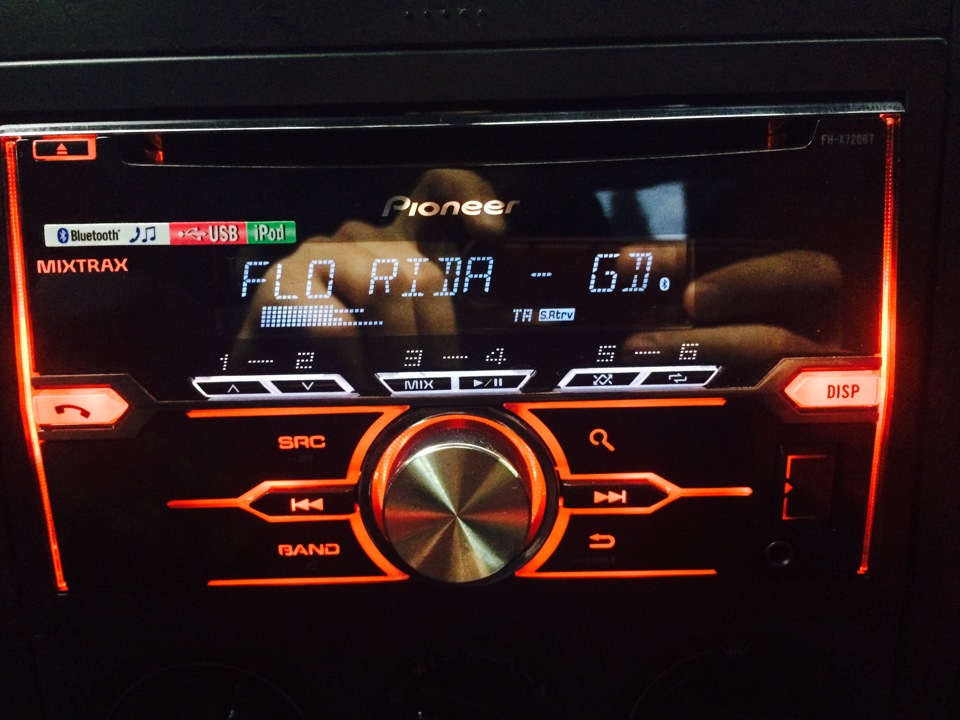 FH-X720BT
Pioneer
Bluetooth USB iPod
MIXTRAX
FLO RIDA - GD
TA S.Rtrv
1 2 3 4 5 6
MIX
DISP
SRC
BAND